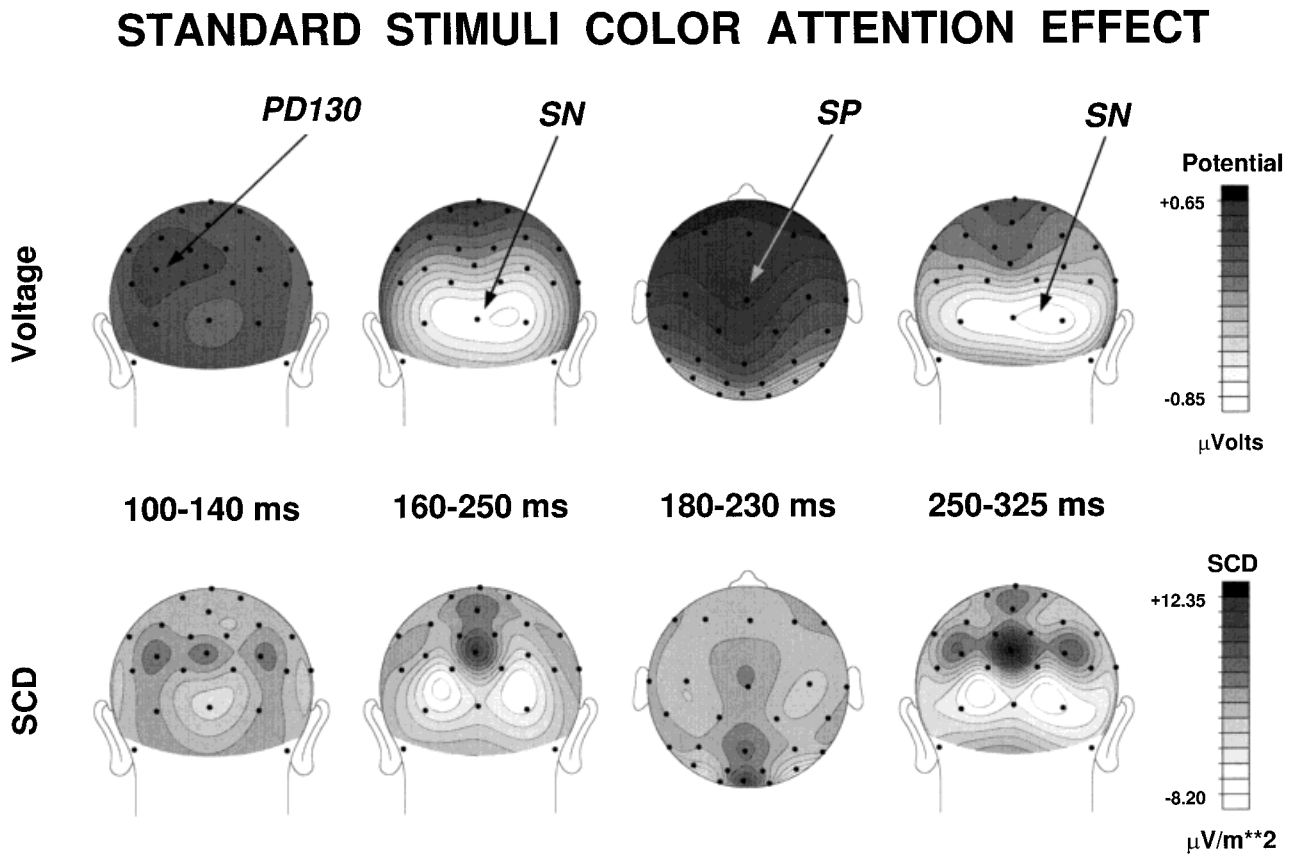 STANDARD STIMULI COLOR ATTENTION EFFECT
PD130
SN
SP
SN
Potential
+0.65
-0.85
µVolts
Voltage
100-140 ms
160-250 ms
180-230 ms
250-325 ms
SCD
+12.35
-8.20
µV/m**2
SCD